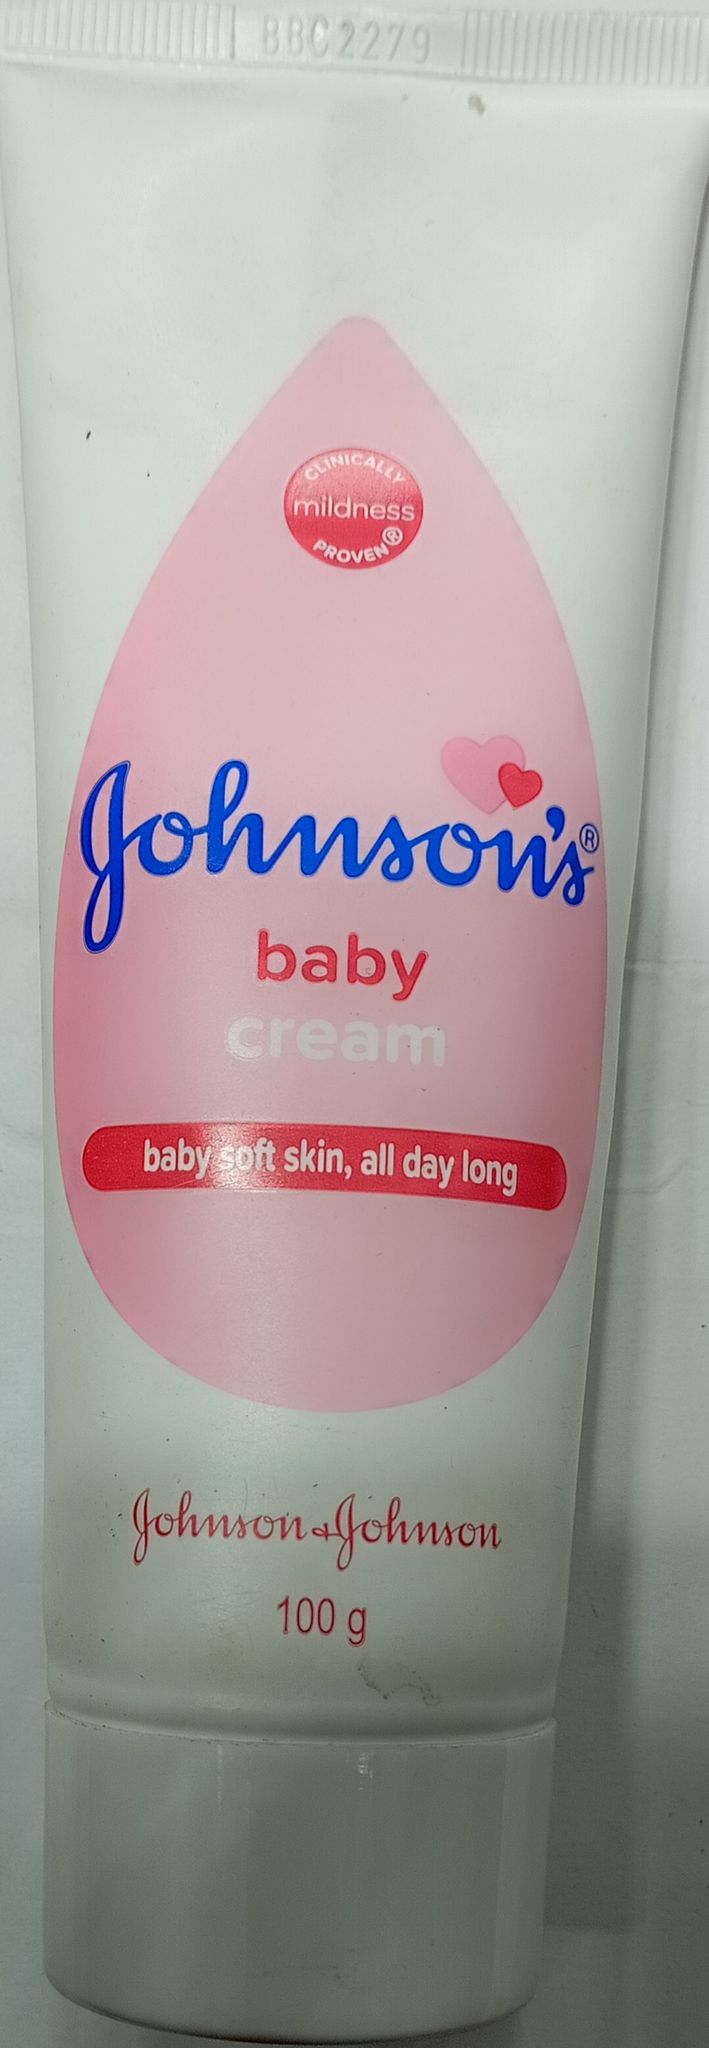 BBC2279
CLINICALLY
mildness
PROVEN®
Johnson's®
baby
cream
baby soft skin, all day long
Johnson & Johnson
100 g